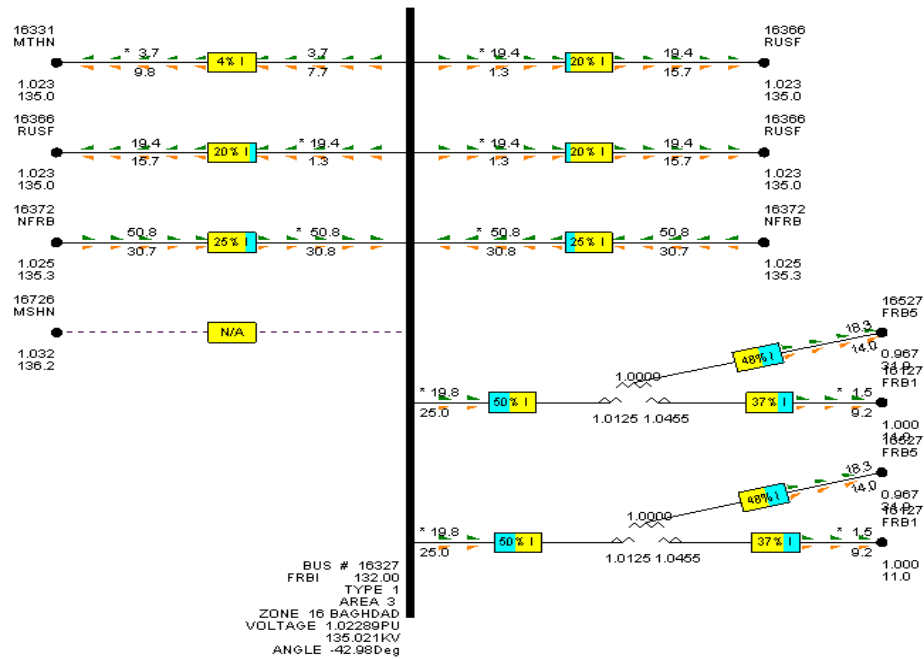 16331
MTHN
* 3.7
4% I
3.7
9.8
7.7
1.023
135.0
* 19.4
20% I
19.4
1.3
15.7
16366
RUSF
1.023
135.0
16366
RUSF
19.4
20% I
* 19.4
15.7
1.3
1.023
135.0
* 19.4
20% I
19.4
1.3
15.7
16366
RUSF
1.023
135.0
16372
NFRB
50.8
25% I
* 50.8
30.7
30.8
1.025
135.3
* 50.8
25% I
50.8
30.8
30.7
16372
NFRB
1.025
135.3
16726
MSHN
N/A
1.032
136.2
16527
FRB5
18.3
48% I
14.0
0.967
1.0000
FRB1
* 19.8
50% I
37% I
* 1.5
25.0
1.0125 1.0455
9.2
1.000
FRB5
18.3
48% I
14.0
0.967
1.0000
FRB1
* 19.8
50% I
37% I
* 1.5
25.0
1.0125 1.0455
9.2
1.000
11.0
BUS # 16327
FRBI 132.00
TYPE 1
AREA 3
ZONE 16 BAGHDAD
VOLTAGE 1.02289PU
135.021KV
ANGLE -42.98Deg